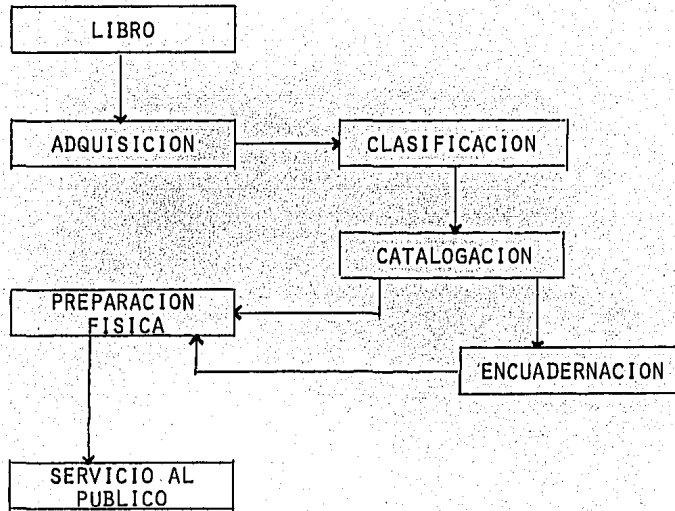 LIBRO
ADQUISICION
CLASIFICACION
CATALOGACION
PREPARACION
FISICA
ENCUADERNACION
SERVICIO AL
PUBLICO